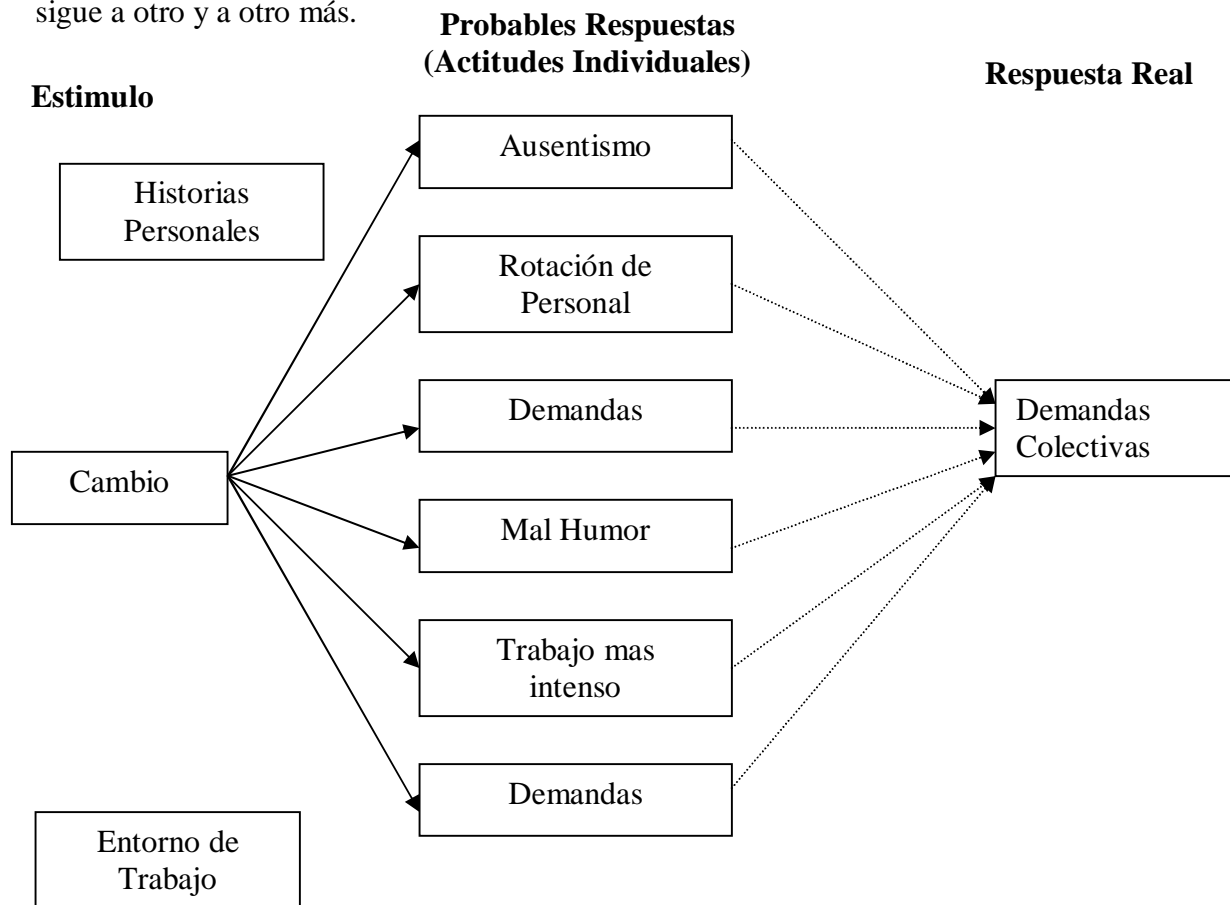 sigue a otro y a otro más.
Probables Respuestas
(Actitudes Individuales)
Respuesta Real
Estimulo
Ausentismo
Historias
Personales
Rotación de
Personal
Demandas
Demandas
Colectivas
Cambio
Mal Humor
Trabajo mas
intenso
Demandas
Entorno de
Trabajo